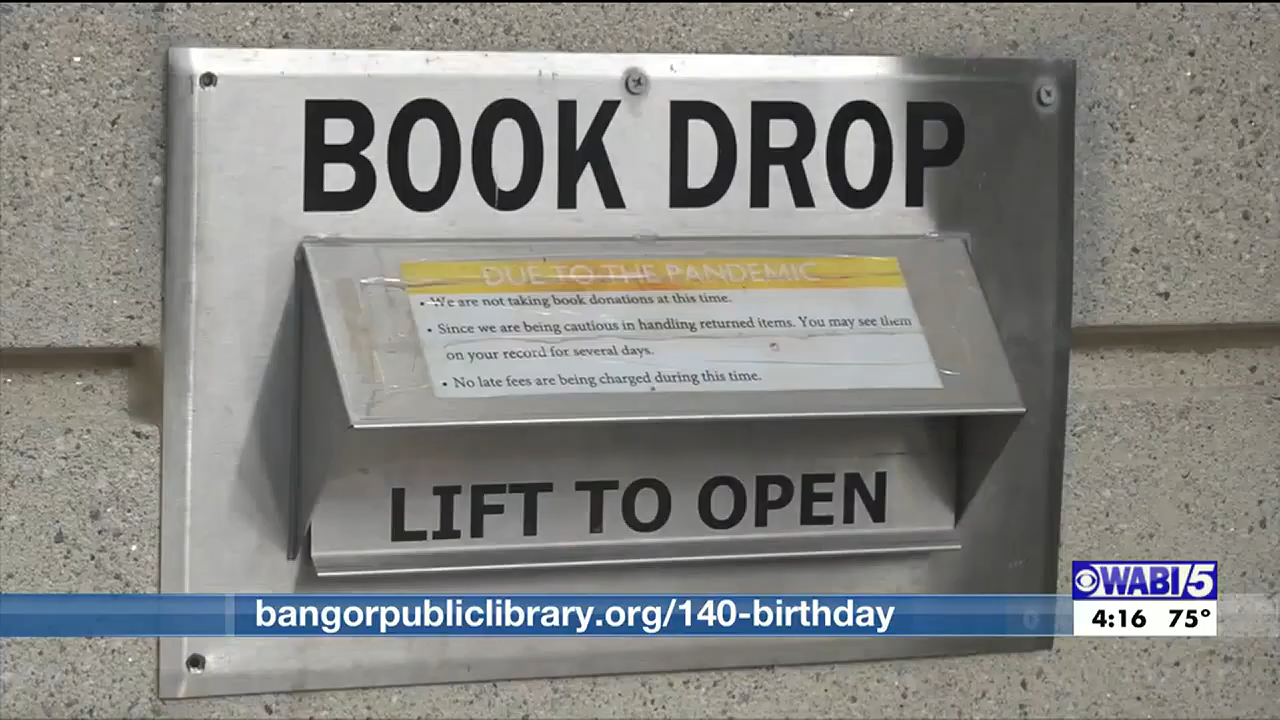 BOOK DROP
DUE TO THE PANDEMIC
• We are not taking book donations at this time.
• Since we are being cautious in handling returned items. You may see them
on your record for several days.
• No late fees are being charged during this time.
LIFT TO OPEN
WABI 5
bangorpubliclibrary.org/140-birthday
4:16 75°